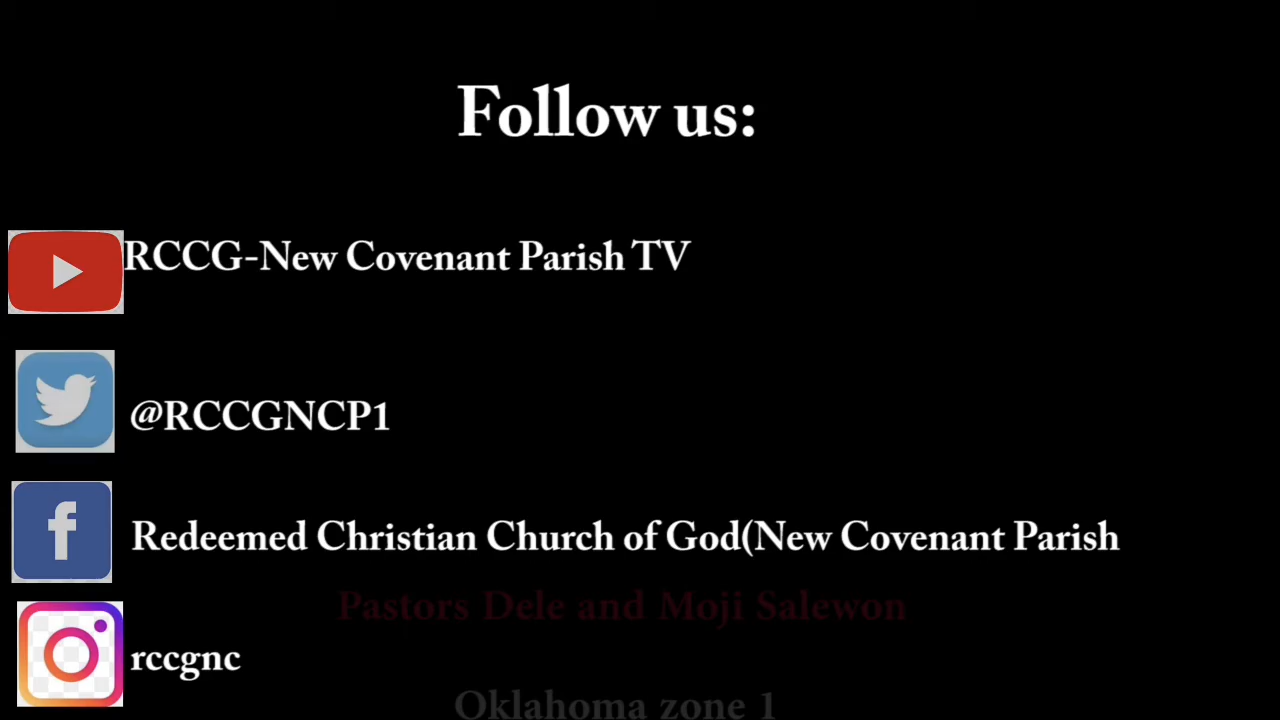 Follow us:
RCCG-New Covenant Parish TV
@RCCGNCP1
Redeemed Christian Church of God(New Covenant Parish
Pastors Dele and Moji Salewon
rccgnc
Oklahoma zone 1